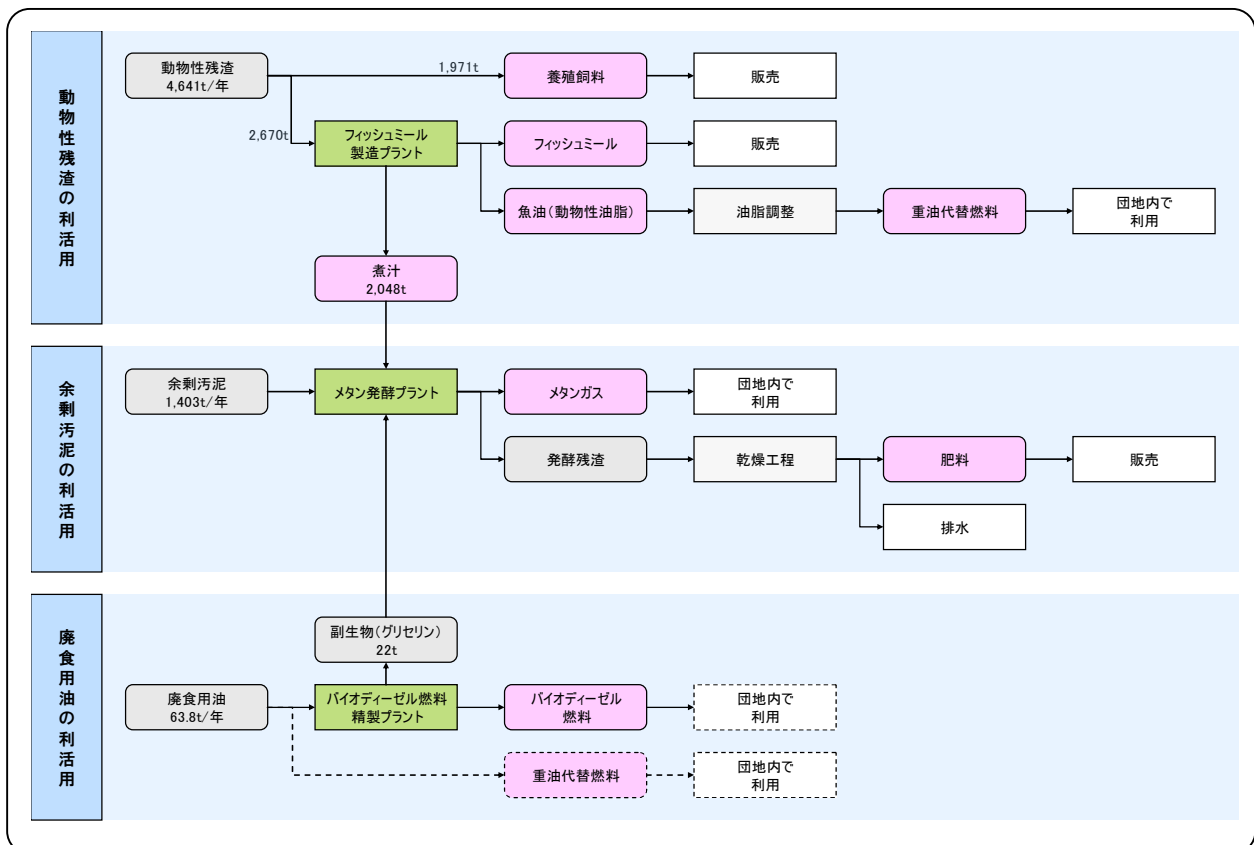 動物性残渣の利活用
動物性残渣
4,641t/年
1,971t
養殖飼料
販売
2,670t
フィッシュミール
製造プラント
フィッシュミール
販売
魚油(動物性油脂)
油脂調整
重油代替燃料
団地内で
利用
煮汁
2,048t
余剰汚泥の利活用
余剰汚泥
1,403t/年
メタン発酵プラント
メタンガス
団地内で
利用
発酵残渣
乾燥工程
肥料
販売
排水
廃食用油の利活用
副生物(グリセリン)
22t
廃食用油
63.8t/年
バイオディーゼル燃料
精製プラント
バイオディーゼル
燃料
団地内で
利用
重油代替燃料
団地内で
利用